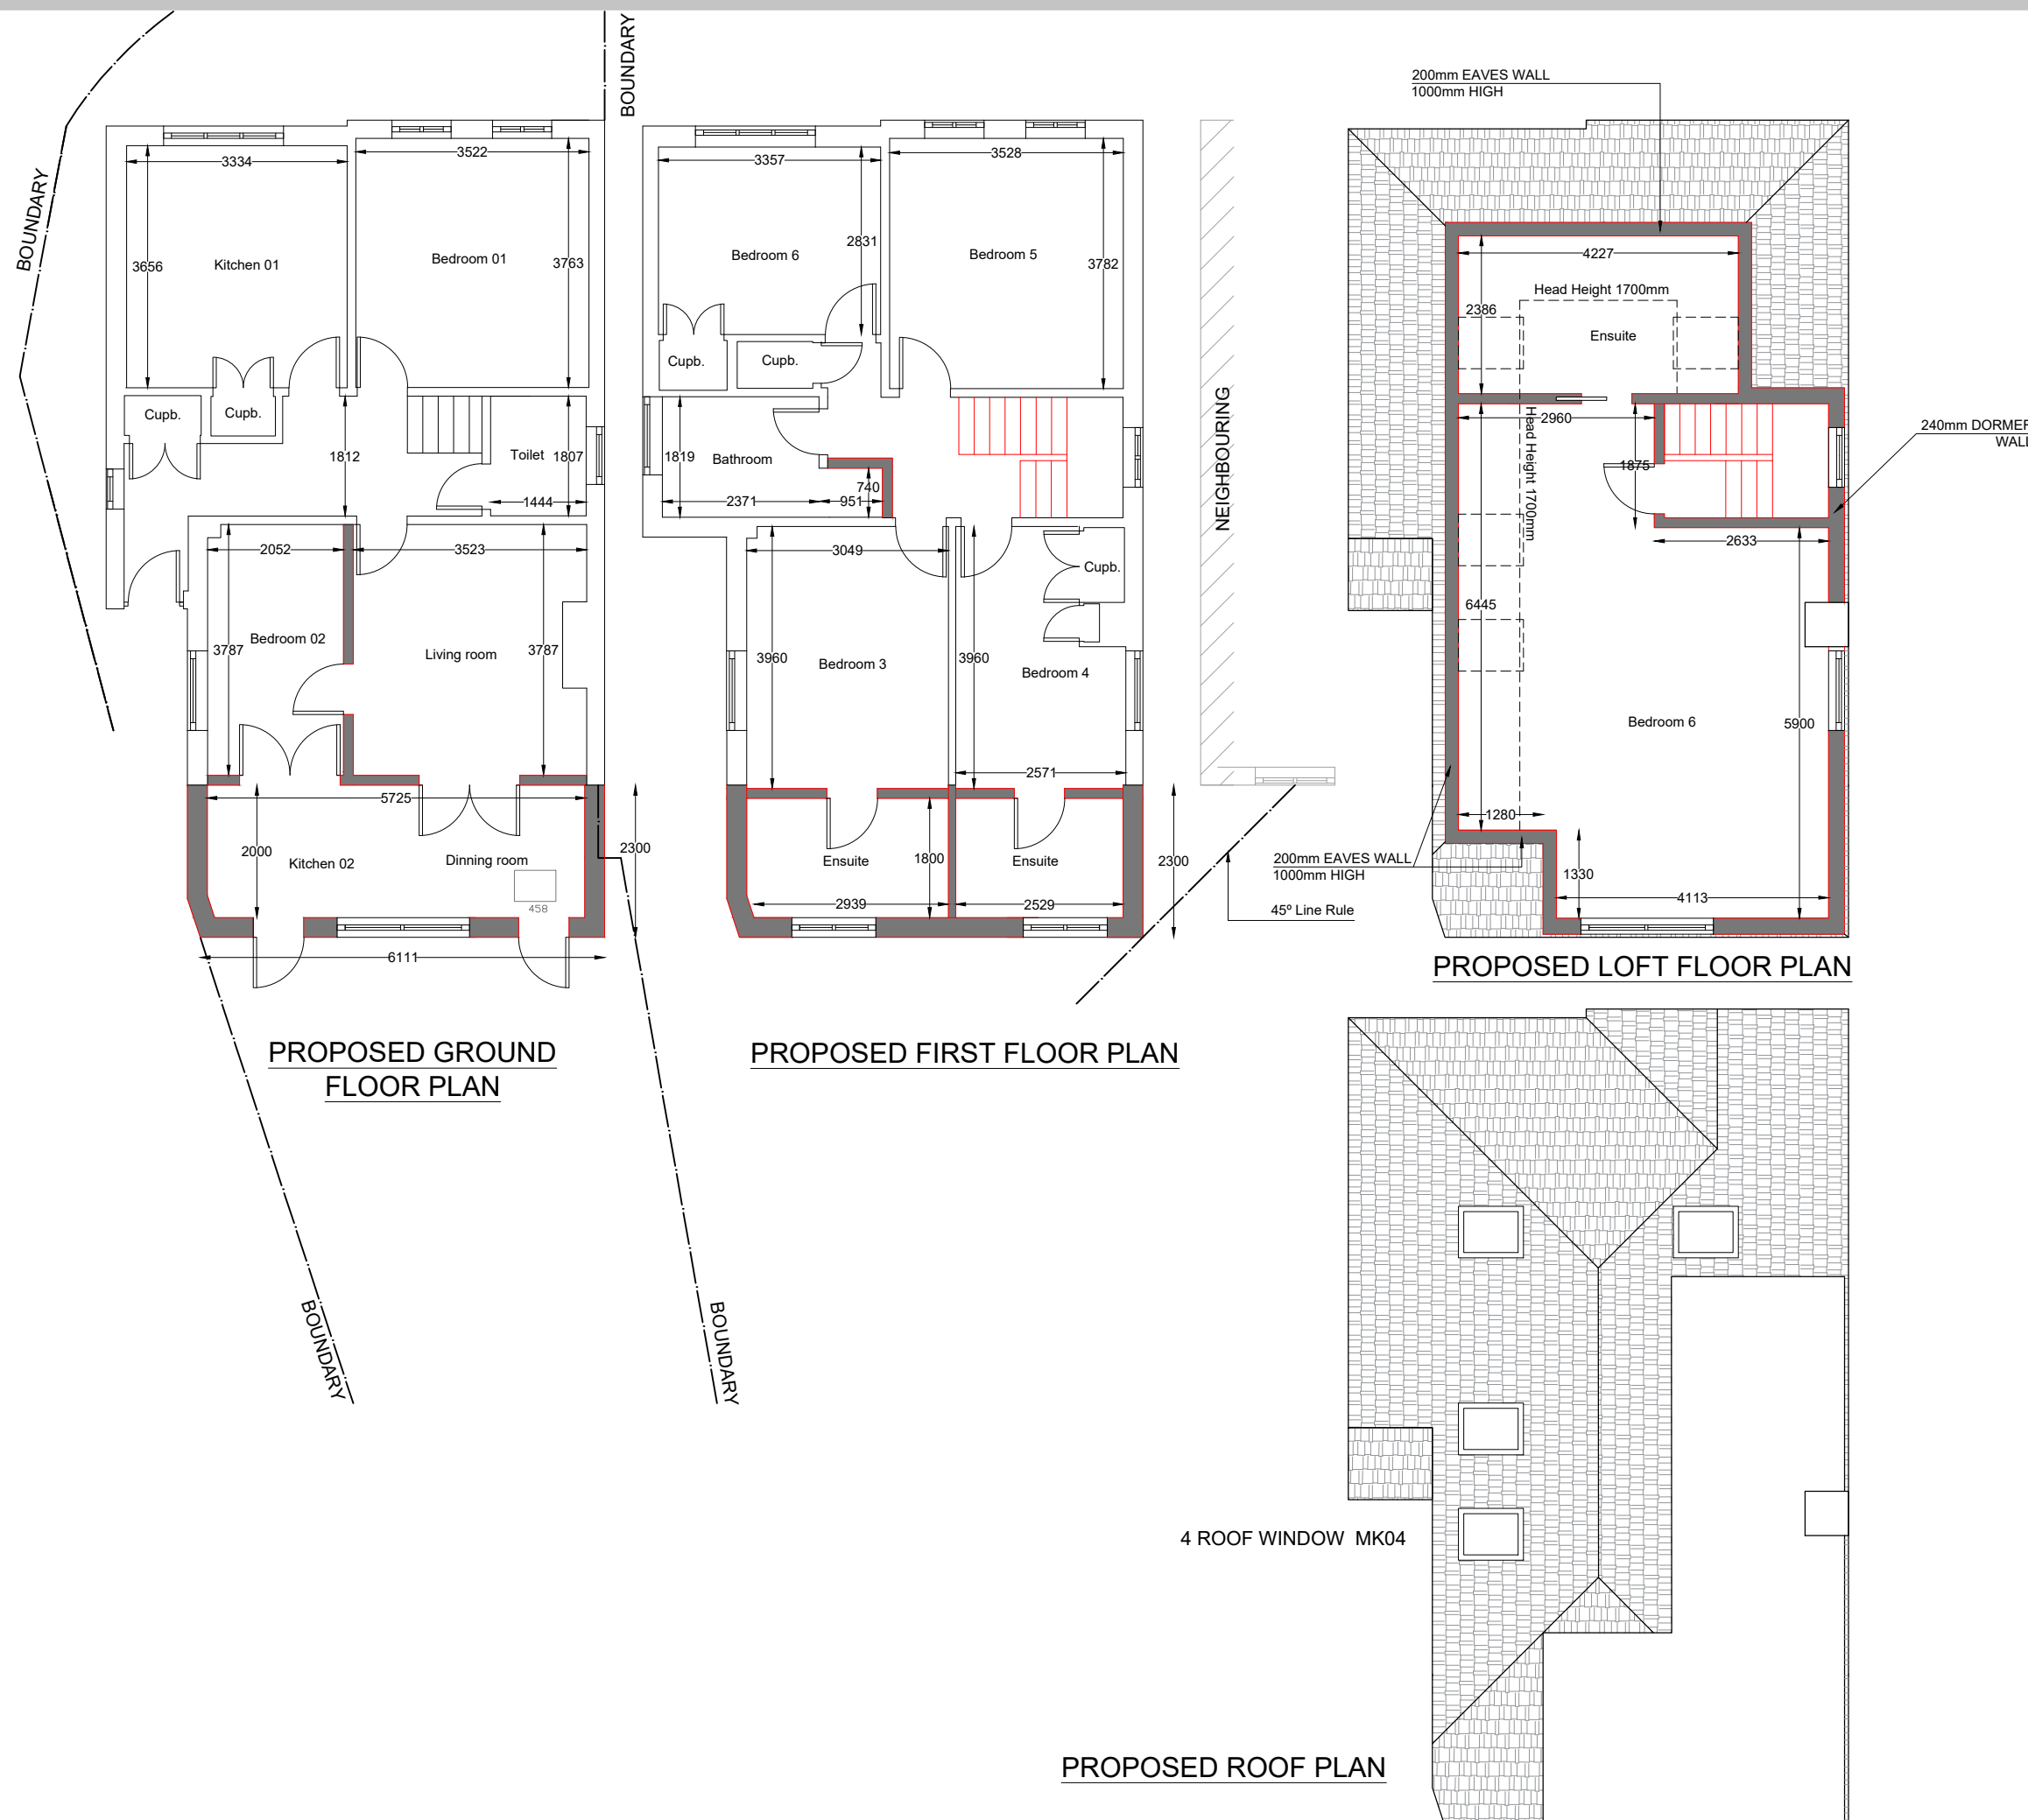 BOUNDARY
BOUNDARY
3334
3656
Kitchen 01
3522
Bedroom 01
3763
Cupb.
Cupb.
1812
Toilet
1807
1444
2052
3523
Bedroom 02
3787
Living room
3787
5725
2000
Kitchen 02
Dinning room
458
2300
6111
BOUNDARY
BOUNDARY
PROPOSED GROUND
FLOOR PLAN
3357
2831
Bedroom 6
3528
Bedroom 5
3782
Cupb.
Cupb.
1819
Bathroom
2371
740
951
3049
Cupb.
3960
Bedroom 3
3960
Bedroom 4
2571
Ensuite
1800
Ensuite
2939
2529
2300
PROPOSED FIRST FLOOR PLAN
NEIGHBOURING
45º Line Rule
200mm EAVES WALL
1000mm HIGH
4227
Head Height 1700mm
2386
Ensuite
2960
Head Height 1700mm
1875
240mm DORMER
WALL
2633
6445
Bedroom 6
5900
1280
200mm EAVES WALL
1000mm HIGH
1330
4113
PROPOSED LOFT FLOOR PLAN
4 ROOF WINDOW MK04
PROPOSED ROOF PLAN